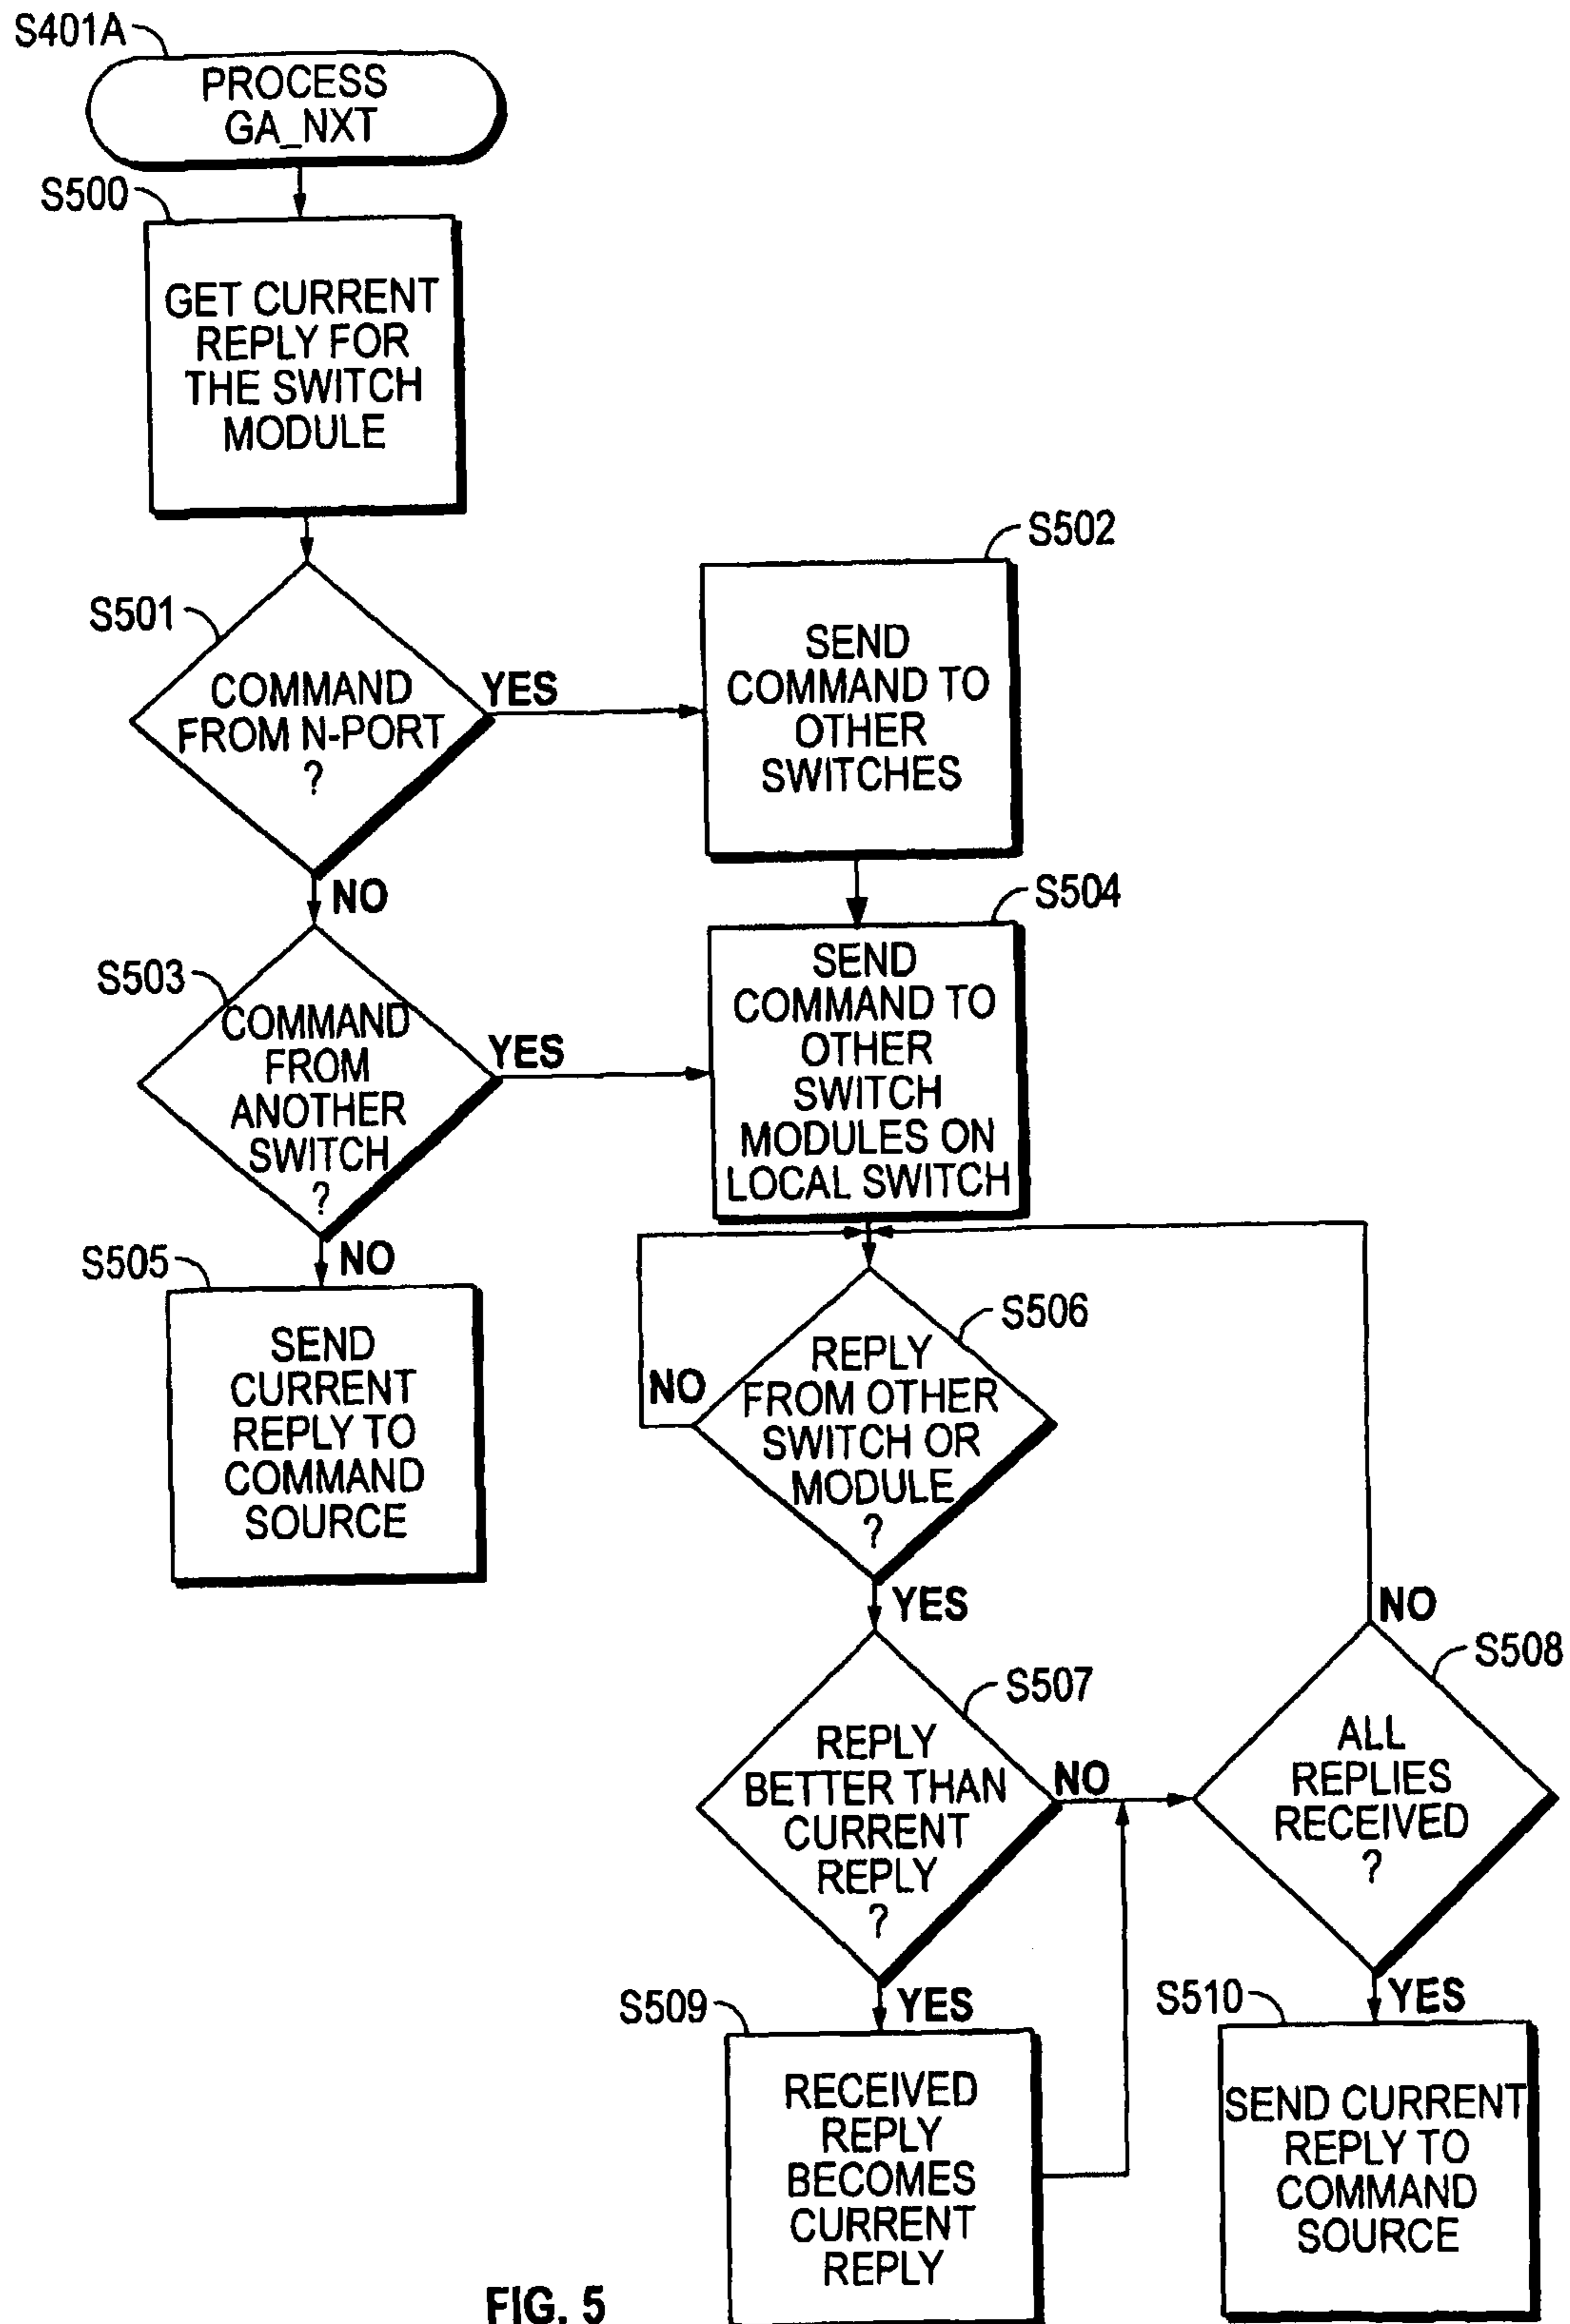 S401A
PROCESS
GA_NXT
S500
GET CURRENT
REPLY FOR
THE SWITCH
MODULE
S501
COMMAND
FROM N-PORT
?
YES
NO
S502
SEND
COMMAND TO
OTHER
SWITCHES
S503
COMMAND
FROM
ANOTHER
SWITCH
?
YES
NO
S504
SEND
COMMAND TO
OTHER
SWITCH
MODULES ON
LOCAL SWITCH
S505
SEND
CURRENT
REPLY TO
COMMAND
SOURCE
S506
REPLY
FROM OTHER
SWITCH OR
MODULE
?
NO
YES
S507
REPLY
BETTER THAN
CURRENT
REPLY
?
NO
YES
S508
ALL
REPLIES
RECEIVED
?
NO
YES
S509
RECEIVED
REPLY
BECOMES
CURRENT
REPLY
S510
SEND CURRENT
REPLY TO
COMMAND
SOURCE
FIG. 5